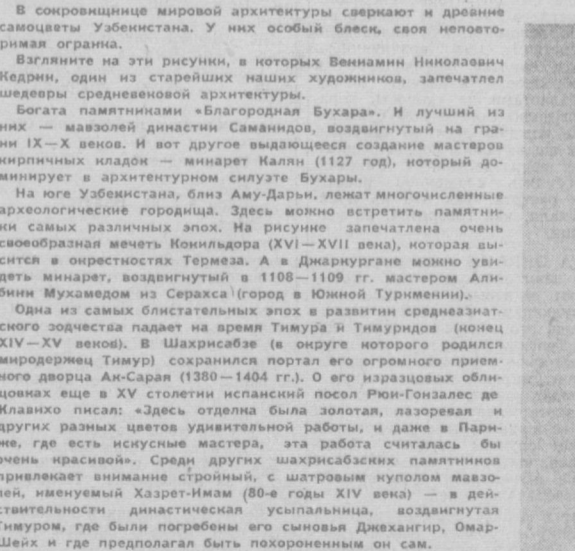 В сокровищнице мировой архитектуры сверкают и древние
самоцветы Узбекистана. У них особый блеск, своя неповто-
римая огранка.
Взгляните на эти рисунки, в которых Вениамин Николаевич
Кедрин, один из старейших наших художников, запечатлел
шедевры средневековой архитектуры.
Богата памятниками «Благородная Бухара». И лучший из
них — мавзолей династии Саманидов, воздвигнутый на гра-
ни IX—X веков. И вот другое выдающееся создание мастеров
кирпичных кладок — минарет Калян (1127 год), который до-
минирует в архитектурном силуэте Бухары.
На юге Узбекистана, близ Аму-Дарьи, лежат многочисленные
археологические городища. Здесь можно встретить памятни-
ки самых различных эпох. На рисунке запечатлена очень
своеобразная мечеть Кокильдора (XVI—XVII века), которая вы-
сится в окрестностях Термеза. А в Джаркургане можно уви-
деть минарет, воздвигнутый в 1108—1109 гг. мастером Али-
бинн Мухамедом из Серахса (город в Южной Туркмении).
Одна из самых блистательных эпох в развитии среднеазиат-
ского зодчества падает на время Тимура и Тимуридов (конец
XIV—XV веков). В Шахрисабзе (в округе которого родился
миродержец Тимур) сохранился портал его огромного прием-
ного дворца Ак-Сарая (1380—1404 гг.). О его изразцовых обли-
цовках еще в XV столетии испанский посол Рюи-Гонзалес де
Клавихо писал: «Здесь отделка была золотая, лазоревая и
других разных цветов удивительной работы, и даже в Пари-
же, где есть искусные мастера, эта работа считалась бы
очень красивой». Среди других шахрисабзских памятников
привлекает внимание стройный, с шатровым куполом мавзо-
лей, именуемый Хазрет-Имам (80-е годы XIV века) — в дей-
ствительности династическая усыпальница, воздвигнутая
Тимуром, где были погребены его сыновья Джехангир, Омар-
Шейх и где предполагал быть похороненным он сам.